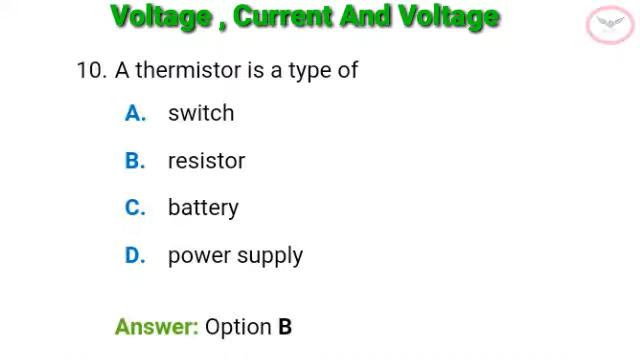 Voltage , Current And Voltage
10. A thermistor is a type of
A. switch
B. resistor
C. battery
D. power supply
Answer: Option B